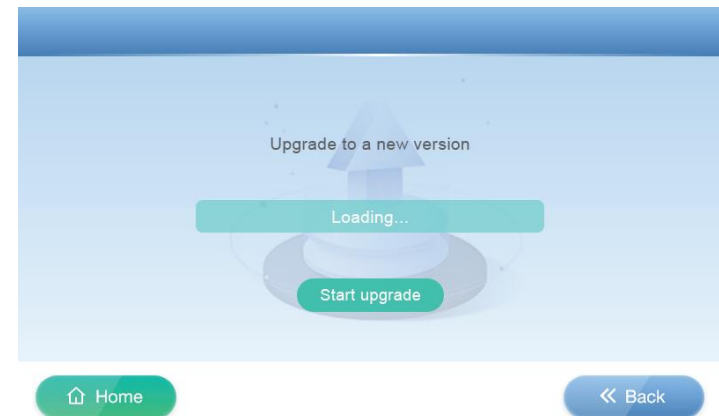 Upgrade to a new version
Loading...
Start upgrade
Home
Back